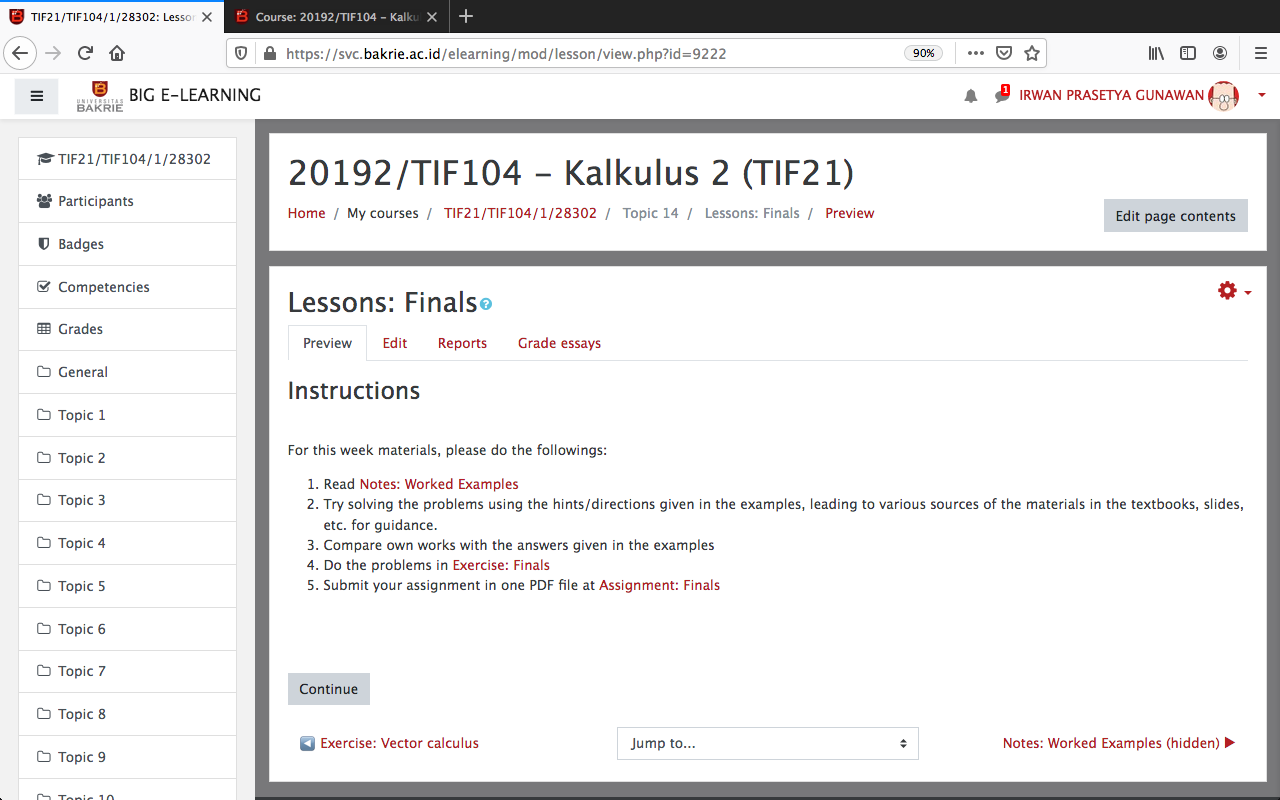 TIF21/TIF104/1/28302: Lesso
Course: 20192/TIF104 – Kalku
https://svc.bakrie.ac.id/elearning/mod/lesson/view.php?id=9222
90%
UNIVERSITAS
BAKRIE
BIG E-LEARNING
1
IRWAN PRASETYA GUNAWAN
TIF21/TIF104/1/28302
Participants
Badges
Competencies
Grades
General
Topic 1
Topic 2
Topic 3
Topic 4
Topic 5
Topic 6
Topic 7
Topic 8
Topic 9
Topic 10
20192/TIF104 – Kalkulus 2 (TIF21)
Home / My courses / TIF21/TIF104/1/28302 / Topic 14 / Lessons: Finals / Preview
Edit page contents
Lessons: Finals
Preview Edit Reports Grade essays
Instructions
For this week materials, please do the followings:
1. Read Notes: Worked Examples
2. Try solving the problems using the hints/directions given in the examples, leading to various sources of the materials in the textbooks, slides,
etc. for guidance.
3. Compare own works with the answers given in the examples
4. Do the problems in Exercise: Finals
5. Submit your assignment in one PDF file at Assignment: Finals
Continue
Exercise: Vector calculus
Jump to...
Notes: Worked Examples (hidden)